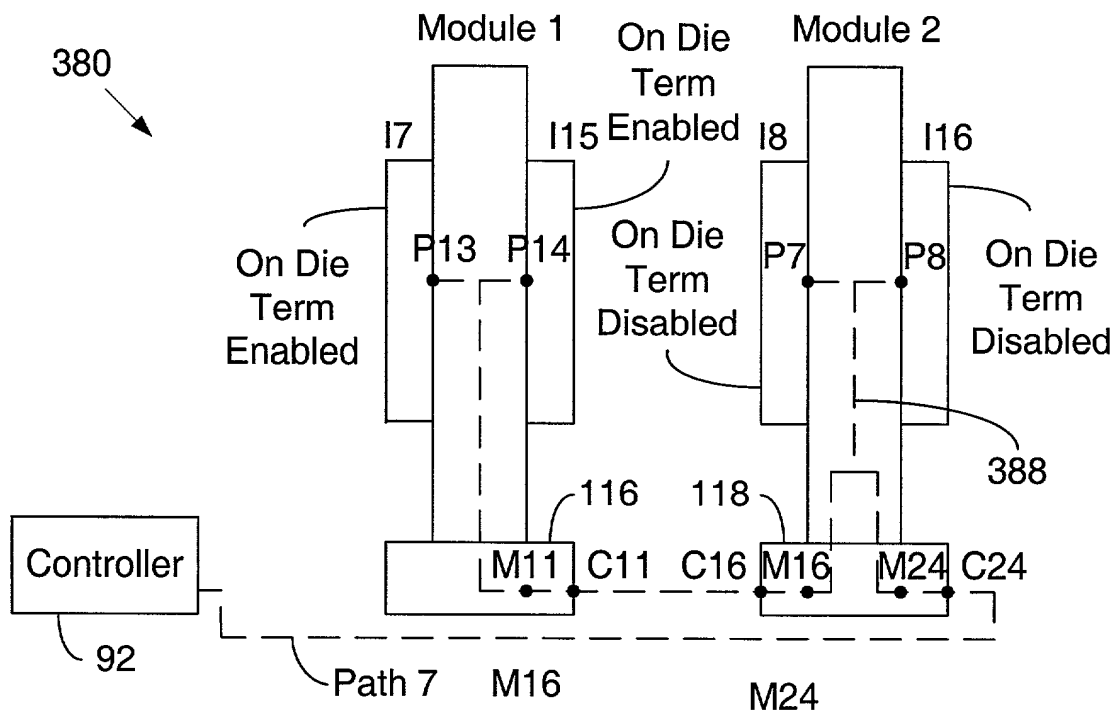 380
Module 1
On Die
Term
Enabled
Module 2
I7
I15
I8
I16
On Die
Term
Enabled
P13
P14
On Die
Term
Disabled
P7
P8
On Die
Term
Disabled
388
116
118
Controller
M11
C11
C16
M16
M24
C24
92
Path 7
M16
M24